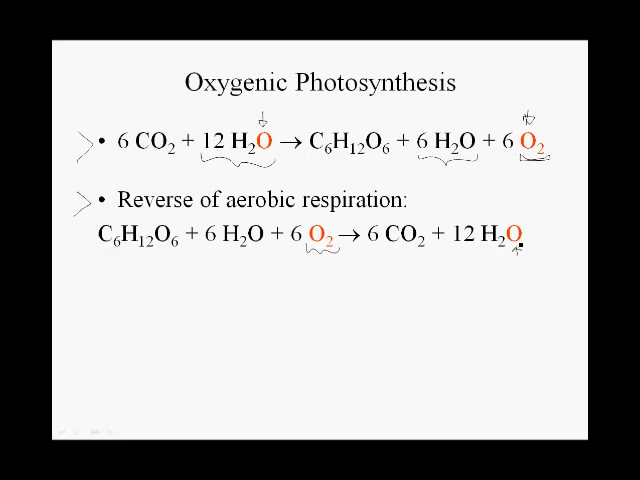 Oxygenic Photosynthesis
• 6 CO₂ + 12 H₂O → C₆H₁₂O₆ + 6 H₂O + 6 O₂
• Reverse of aerobic respiration:
C₆H₁₂O₆ + 6 H₂O + 6 O₂ → 6 CO₂ + 12 H₂O